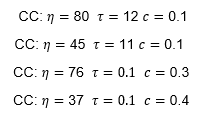 CC: η = 80 τ = 12 c = 0.1
CC: η = 45 τ = 11 c = 0.1
CC: η = 76 τ = 0.1 c = 0.3
CC: η = 37 τ = 0.1 c = 0.4